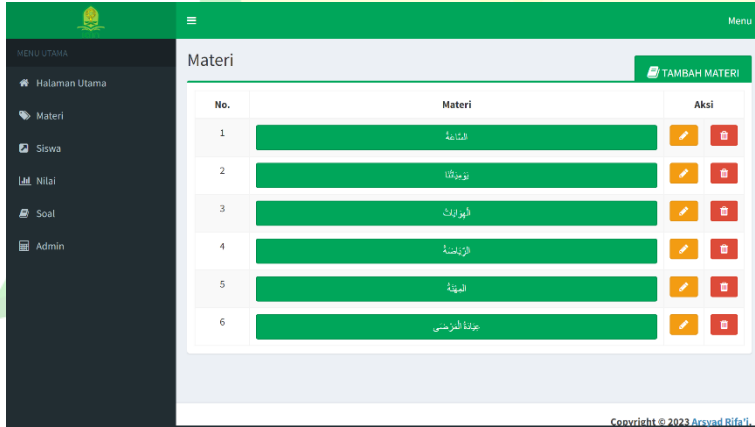 Menu
MENU UTAMA
Halaman Utama
Materi
Siswa
Nilai
Soal
Admin
Materi
TAMBAH MATERI
No. Materi Aksi
1 السَّاعَةُ
2 يَوْمِيَّاتُنَا
3 الْهِوَايَاتُ
4 الرِّيَاضَةُ
5 المِهْنَةُ
6 عِيَادَةُ الْمَرْضَى
Copyright © 2023 Arsyad Rifa'i.